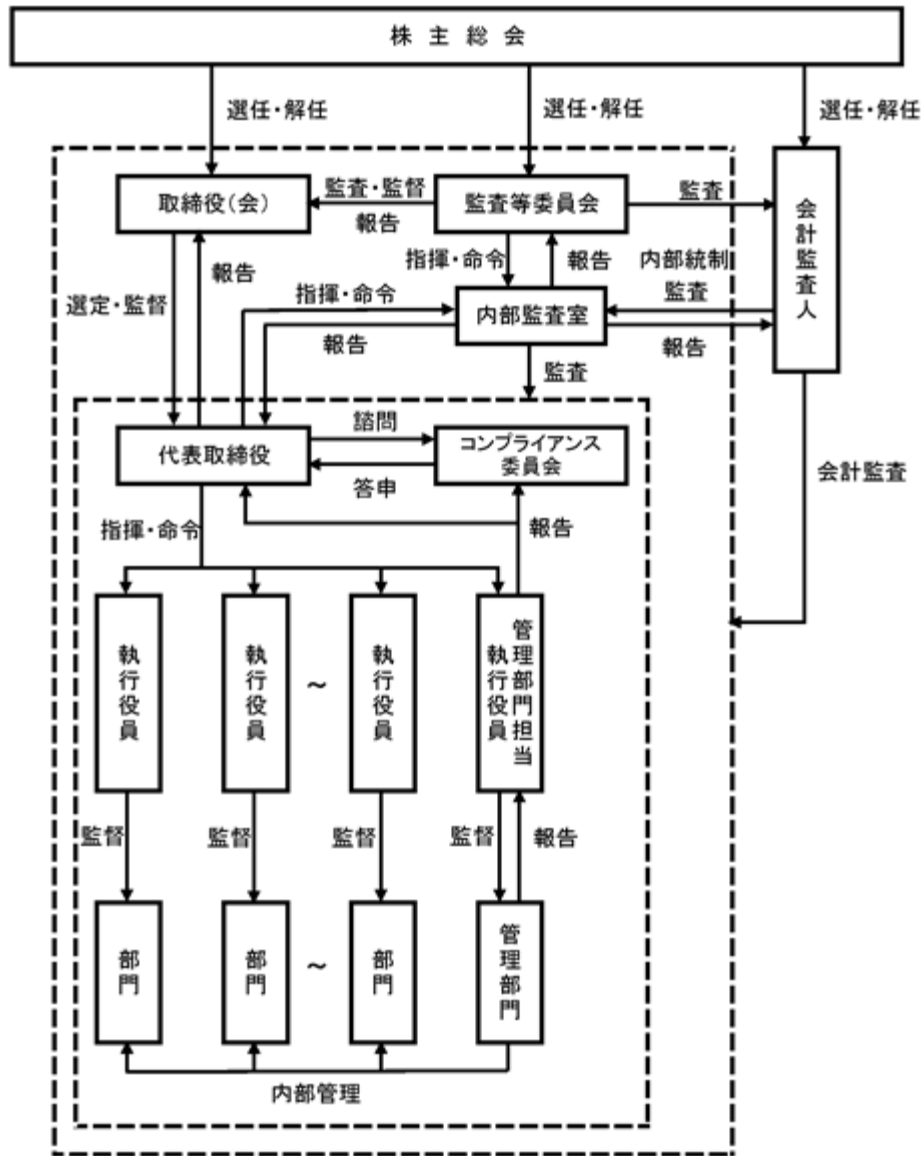 株主総会
選任・解任
選任・解任
選任・解任
取締役(会)
監査・監督
報告
監査等委員会
監査
会計監査人
選定・監督
報告
指揮・命令
報告
内部統制
監査
指揮・命令
報告
内部監査室
報告
監査
代表取締役
諮問
答申
コンプライアンス
委員会
会計監査
指揮・命令
報告
執行役員
執行役員
~
執行役員
管理部門担当
執行役員
監督
監督
監督
監督
報告
部門
部門
~
部門
管理部門
内部管理